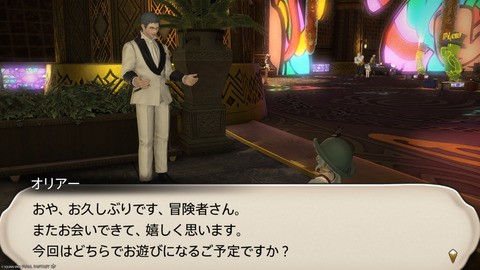 オリアー
おや、お久しぶりです、冒険者さん。
またお会いできて、嬉しく思います。
今回はどちらでお遊びになるご予定ですか？